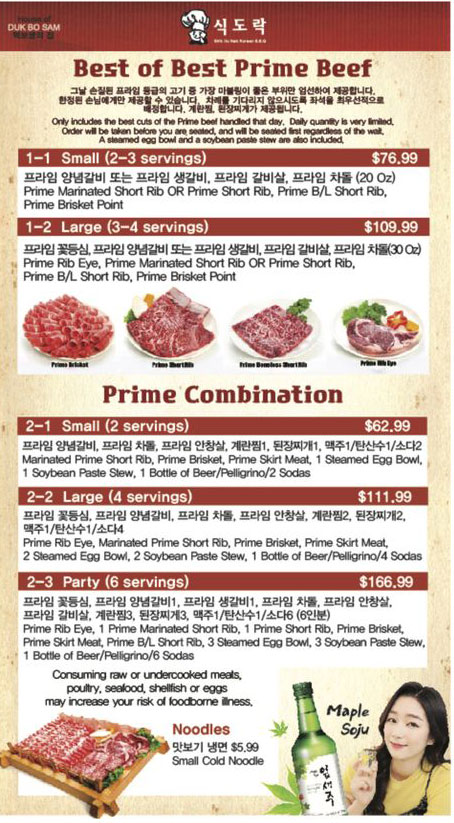 House of
DUK BO SAM
식도락
Best of Best Prime Beef
그날 손질된 프라임 등급의 고기 중 가장 마블링이 좋은 부위만 엄선하여 제공합니다.
한정된 손님에게만 제공할 수 있습니다. 차례를 기다리지 않으시도록 좌석을 최우선적으로
배정합니다. 계란찜, 된장찌개가 제공됩니다.
Only includes the best cuts of the Prime beef handled that day. Daily quantity is very limited.
Order will be taken before you are seated, and will be seated first regardless of the wait.
A steamed egg bowl and a soybean paste stew are also included.
1-1 Small (2-3 servings) $76.99
프라임 양념갈비 또는 프라임 생갈비, 프라임 갈비살, 프라임 차돌 (20 Oz)
Prime Marinated Short Rib OR Prime Short Rib, Prime B/L Short Rib,
Prime Brisket Point
1-2 Large (3-4 servings) $109.99
프라임 꽃등심, 프라임 양념갈비 또는 프라임 생갈비, 프라임 갈비살, 프라임 차돌(30 Oz)
Prime Rib Eye, Prime Marinated Short Rib OR Prime Short Rib,
Prime B/L Short Rib, Prime Brisket Point
Prime Brisket Prime Short Rib Prime Boneless Short Rib Prime Rib Eye
Prime Combination
2-1 Small (2 servings) $62.99
프라임 양념갈비, 프라임 차돌, 프라임 안창살, 계란찜1, 된장찌개1, 맥주1/탄산수1/소다2
Marinated Prime Short Rib, Prime Brisket, Prime Skirt Meat, 1 Steamed Egg Bowl,
1 Soybean Paste Stew, 1 Bottle of Beer/Pelligrino/2 Sodas
2-2 Large (4 servings) $111.99
프라임 꽃등심, 프라임 양념갈비, 프라임 차돌, 프라임 안창살, 계란찜2, 된장찌개2,
맥주1/탄산수1/소다4
Prime Rib Eye, Marinated Prime Short Rib, Prime Brisket, Prime Skirt Meat,
2 Steamed Egg Bowl, 2 Soybean Paste Stew, 1 Bottle of Beer/Pelligrino/4 Sodas
2-3 Party (6 servings) $166.99
프라임 꽃등심, 프라임 양념갈비1, 프라임 생갈비1, 프라임 차돌, 프라임 안창살,
프라임 갈비살, 계란찜3, 된장찌게3, 맥주1/탄산수1/소다6 (6인분)
Prime Rib Eye, 1 Prime Marinated Short Rib, 1 Prime Short Rib, Prime Brisket,
Prime Skirt Meat, Prime B/L Short Rib, 3 Steamed Egg Bowl, 3 Soybean Paste Stew,
1 Bottle of Beer/Pelligrino/6 Sodas
Consuming raw or undercooked meats,
poultry, seafood, shellfish or eggs
may increase your risk of foodborne illness.
Noodles
맛보기 냉면 $5.99
Small Cold Noodle
Maple
Soju
잎새주